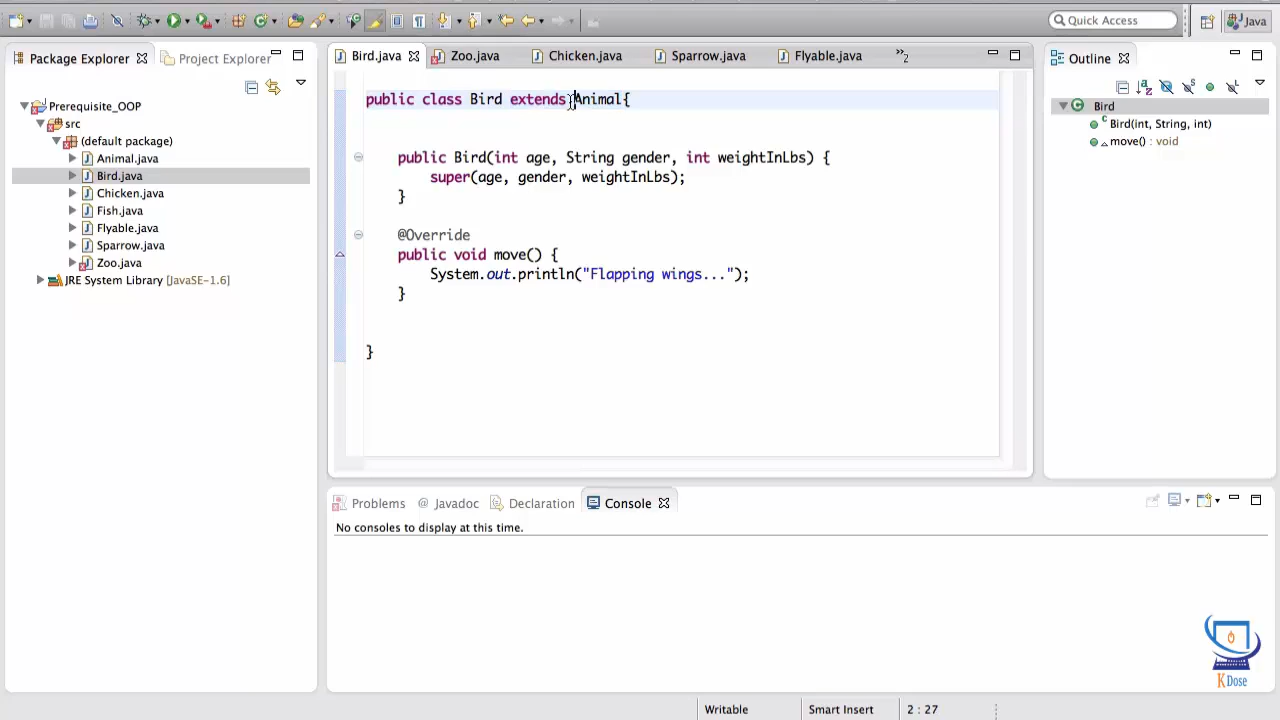 Quick Access
Java
Package Explorer
Project Explorer
Prerequisite_OOP
src
(default package)
Animal.java
Bird.java
Chicken.java
Fish.java
Flyable.java
Sparrow.java
Zoo.java
JRE System Library [JavaSE-1.6]
Bird.java
Zoo.java
Chicken.java
Sparrow.java
Flyable.java
»2
public class Bird extends Animal{
public Bird(int age, String gender, int weightInLbs) {
super(age, gender, weightInLbs);
}
@Override
public void move() {
System.out.println("Flapping wings...");
}
}
Outline
Bird
Bird(int, String, int)
move() : void
Problems
@ Javadoc
Declaration
Console
No consoles to display at this time.
K Dose
Writable
Smart Insert
2 : 27